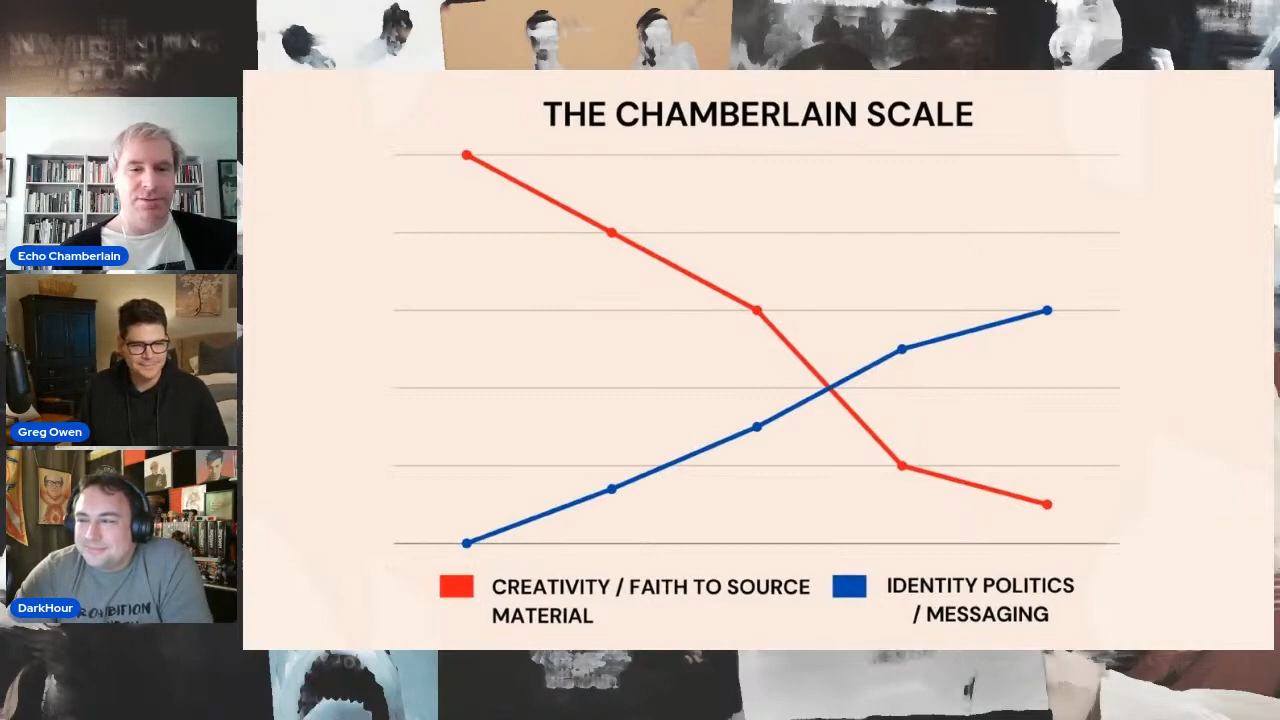 THE CHAMBERLAIN SCALE
Echo Chamberlain
Greg Owen
DarkHour
CREATIVITY / FAITH TO SOURCE
MATERIAL
IDENTITY POLITICS
/ MESSAGING